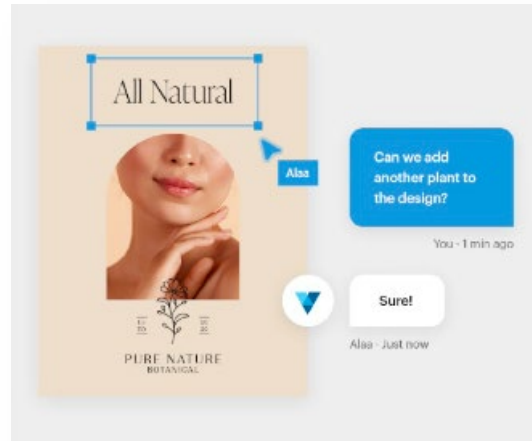 All Natural
Alaa
PURE NATURE
BOTANICAL
Can we add
another plant to
the design?
You · 1 min ago
Sure!
Alaa · Just now